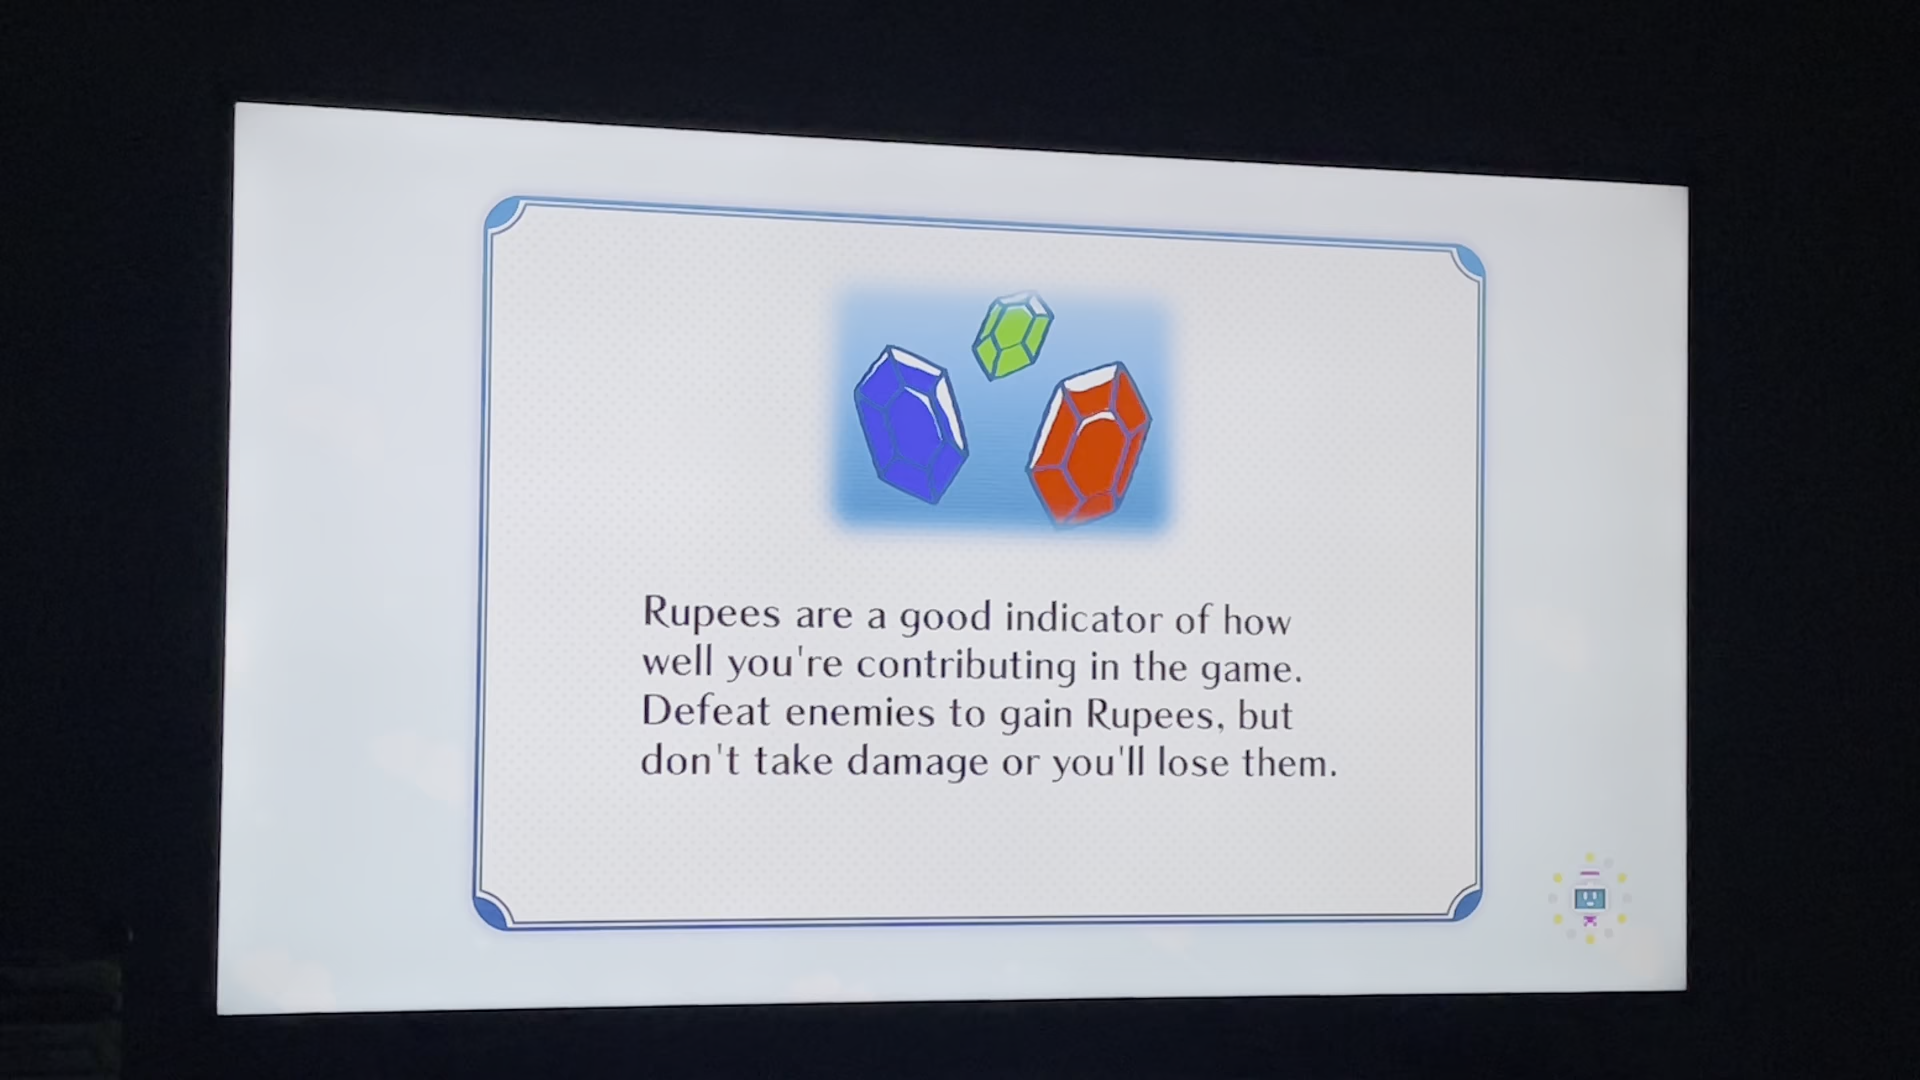 Rupees are a good indicator of how
well you're contributing in the game.
Defeat enemies to gain Rupees, but
don't take damage or you'll lose them.